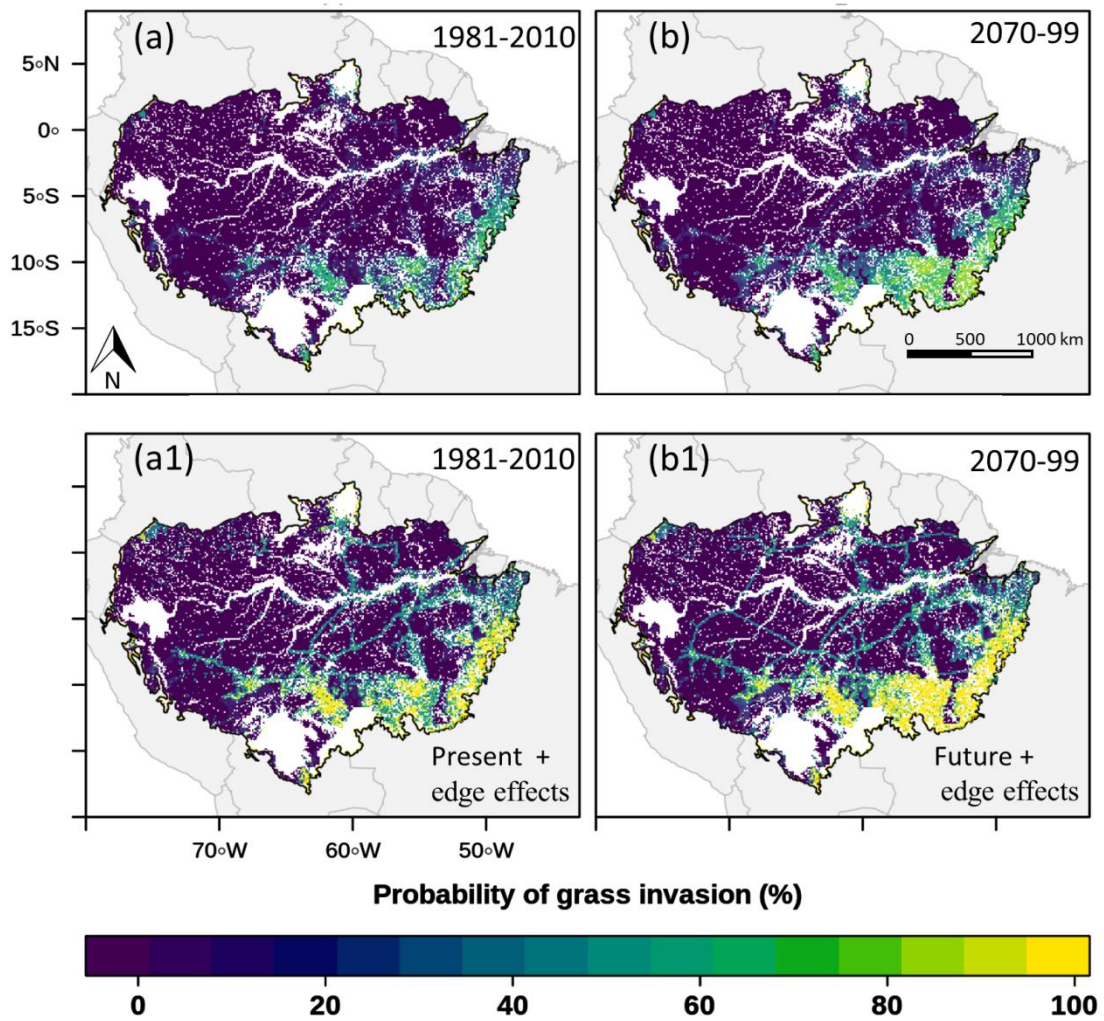 (a) 1981-2010
(b) 2070-99
5°N
0°
5°S
10°S
15°S
N
0 500 1000 km
(a1) 1981-2010
(b1) 2070-99
Present +
edge effects
Future +
edge effects
70°W 60°W 50°W
Probability of grass invasion (%)
0 20 40 60 80 100